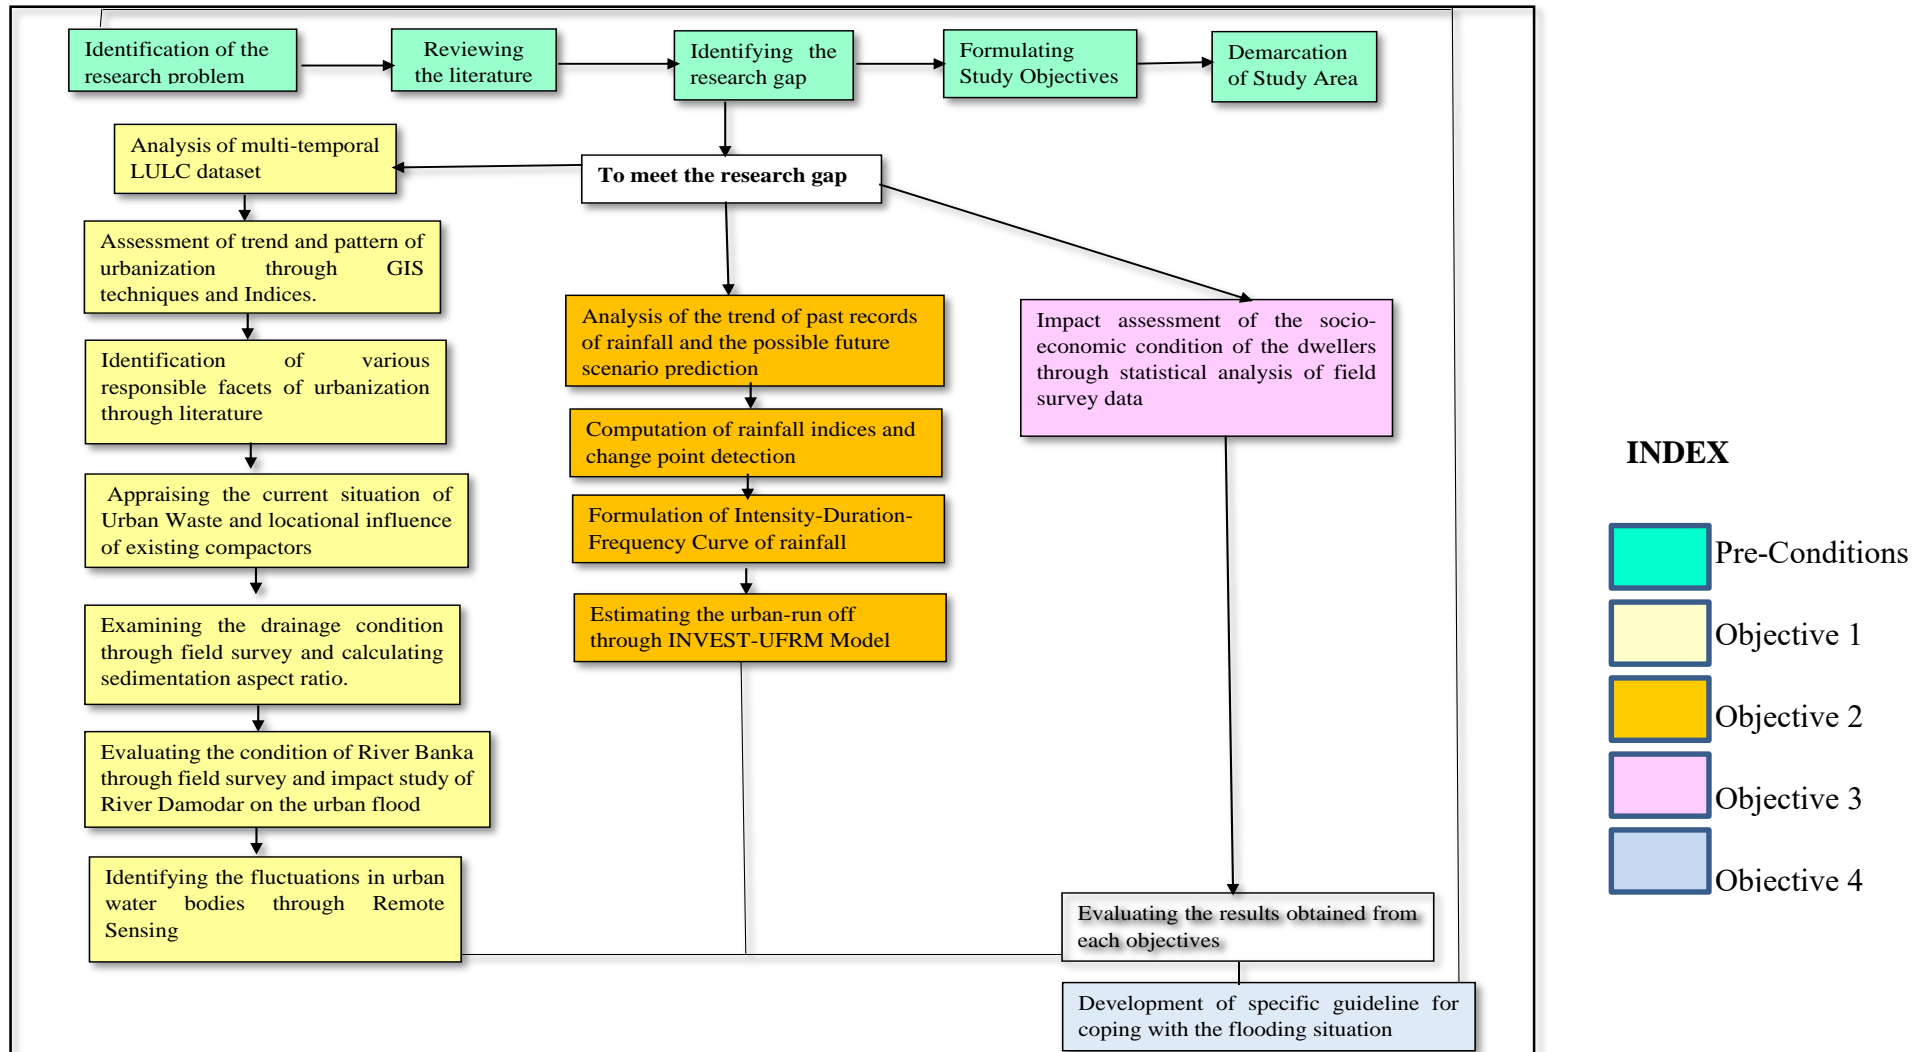 Identification of the
research problem
Reviewing
the literature
Identifying the
research gap
Formulating
Study Objectives
Demarcation
of Study Area
To meet the research gap
Analysis of multi-temporal
LULC dataset
Assessment of trend and pattern of
urbanization through GIS
techniques and Indices.
Identification of various
responsible facets of urbanization
through literature
Appraising the current situation of
Urban Waste and locational influence
of existing compactors
Examining the drainage condition
through field survey and calculating
sedimentation aspect ratio.
Evaluating the condition of River Banka
through field survey and impact study of
River Damodar on the urban flood
Identifying the fluctuations in urban
water bodies through Remote
Sensing
Analysis of the trend of past records
of rainfall and the possible future
scenario prediction
Computation of rainfall indices and
change point detection
Formulation of Intensity-Duration-
Frequency Curve of rainfall
Estimating the urban-run off
through INVEST-UFRM Model
Impact assessment of the socio-
economic condition of the dwellers
through statistical analysis of field
survey data
Evaluating the results obtained from
each objectives
Development of specific guideline for
coping with the flooding situation
INDEX
Pre-Conditions
Objective 1
Objective 2
Objective 3
Objective 4